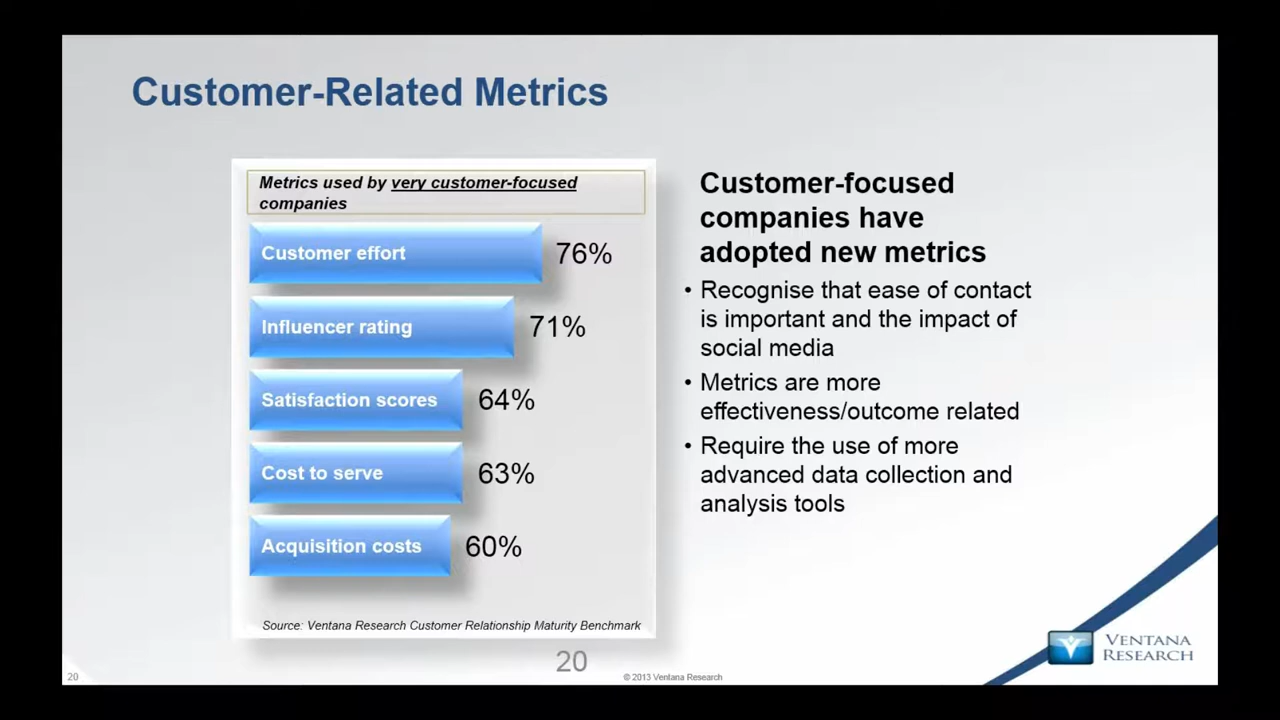 Customer-Related Metrics
Metrics used by very customer-focused
companies
Customer effort
76%
Influencer rating
71%
Satisfaction scores
64%
Cost to serve
63%
Acquisition costs
60%
Source: Ventana Research Customer Relationship Maturity Benchmark
Customer-focused
companies have
adopted new metrics
• Recognise that ease of contact
is important and the impact of
social media
• Metrics are more
effectiveness/outcome related
• Require the use of more
advanced data collection and
analysis tools
20
20
© 2013 Ventana Research
VENTANA
RESEARCH